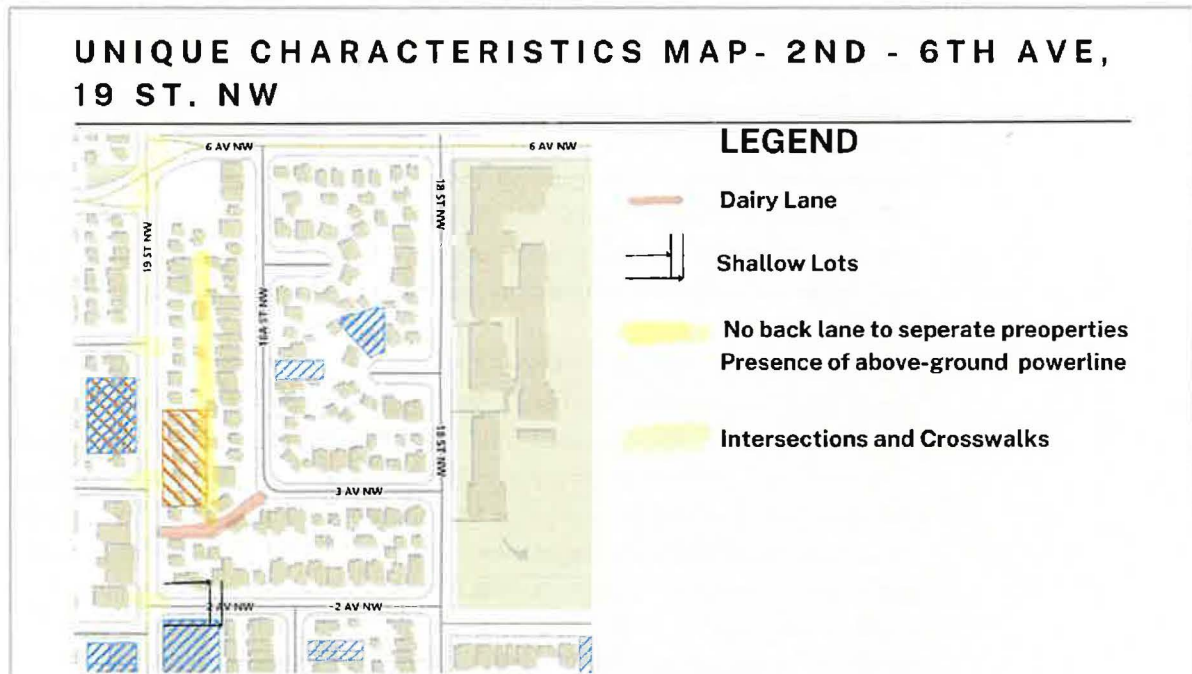 UNIQUE CHARACTERISTICS MAP- 2ND - 6TH AVE,
19 ST. NW
LEGEND
Dairy Lane
Shallow Lots
No back lane to seperate preoperties
Presence of above-ground powerline
Intersections and Crosswalks
6 AV NW
6 AV NW
18 ST NW
19 ST NW
18A ST NW
18 ST NW
3 AV NW
2 AV NW
2 AV NW